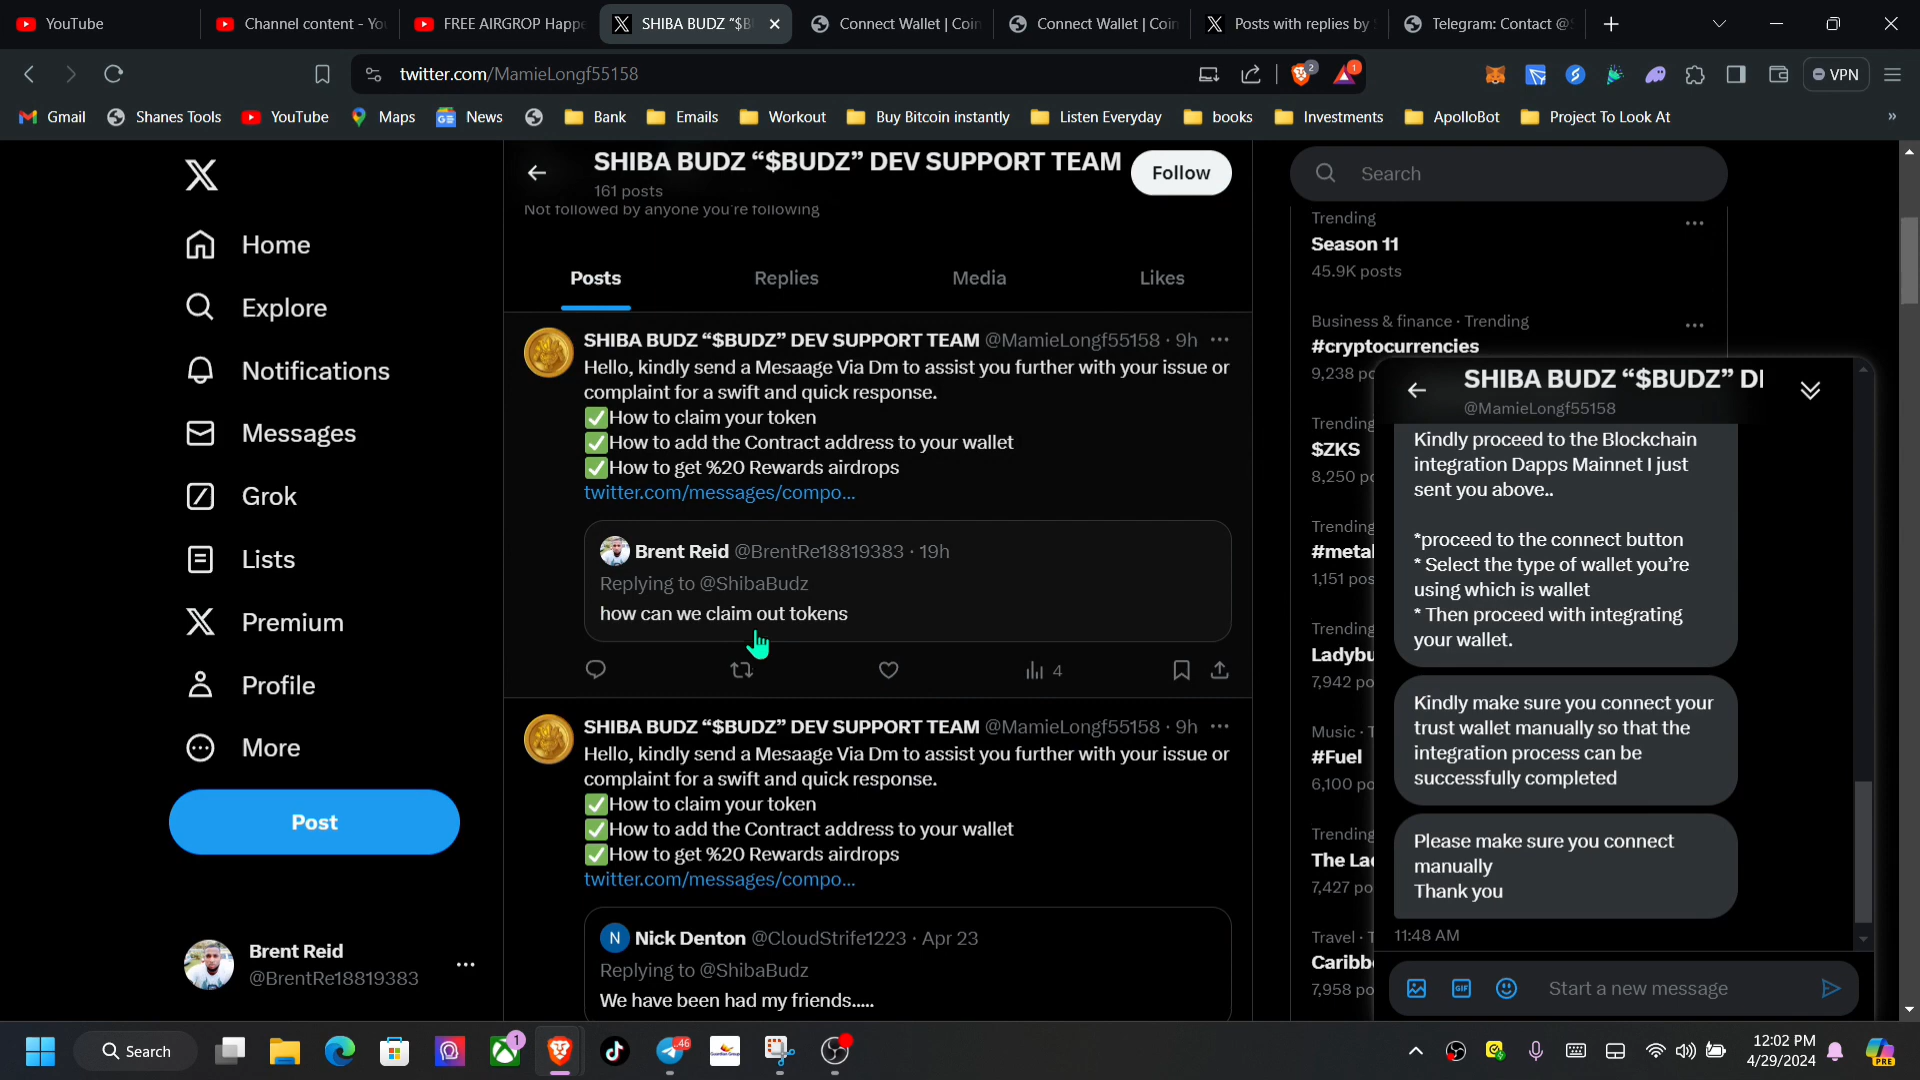 YouTube
Channel content - Yo
FREE AIRGROP Happe
SHIBA BUDZ “$B
Connect Wallet | Coin
Connect Wallet | Coin
Posts with replies by
Telegram: Contact @
twitter.com/MamieLongf55158
2
1
VPN
Gmail
Shanes Tools
YouTube
Maps
News
Bank
Emails
Workout
Buy Bitcoin instantly
Listen Everyday
books
Investments
ApolloBot
Project To Look At
Home
Explore
Notifications
Messages
Grok
Lists
Premium
Profile
More
Post
Brent Reid
@BrentRe18819383
SHIBA BUDZ “$BUDZ” DEV SUPPORT TEAM
161 posts
Follow
Not followed by anyone you're following
Posts
Replies
Media
Likes
SHIBA BUDZ “$BUDZ” DEV SUPPORT TEAM @MamieLongf55158 · 9h
Hello, kindly send a Mesaage Via Dm to assist you further with your issue or
complaint for a swift and quick response.
✅How to claim your token
✅How to add the Contract address to your wallet
✅How to get %20 Rewards airdrops
twitter.com/messages/compo...
Brent Reid @BrentRe18819383 · 19h
Replying to @ShibaBudz
how can we claim out tokens
4
SHIBA BUDZ “$BUDZ” DEV SUPPORT TEAM @MamieLongf55158 · 9h
Hello, kindly send a Mesaage Via Dm to assist you further with your issue or
complaint for a swift and quick response.
✅How to claim your token
✅How to add the Contract address to your wallet
✅How to get %20 Rewards airdrops
twitter.com/messages/compo...
N
Nick Denton @CloudStrife1223 · Apr 23
Replying to @ShibaBudz
We have been had my friends.....
Search
Trending
Season 11
45.9K posts
Business & finance · Trending
#cryptocurrencies
9,238 po
Trending
$ZKS
8,250 po
Trending
#metal
1,151 pos
Trending
Ladybu
7,942 po
Music · T
#Fuel
6,100 po
Trending
The La
7,427 po
Travel · T
Caribb
7,958 po
SHIBA BUDZ “$BUDZ” D
@MamieLongf55158
Kindly proceed to the Blockchain
integration Dapps Mainnet I just
sent you above..
*proceed to the connect button
* Select the type of wallet you’re
using which is wallet
* Then proceed with integrating
your wallet.
Kindly make sure you connect your
trust wallet manually so that the
integration process can be
successfully completed
Please make sure you connect
manually
Thank you
11:48 AM
GIF
Start a new message
Search
1
46
Guardian Group
12:02 PM
4/29/2024
PRE